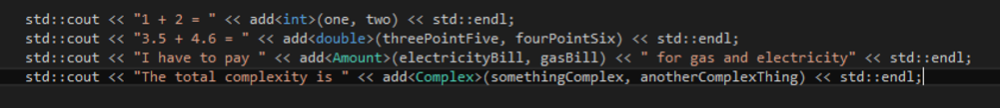 std::cout << "1 + 2 = " << add<int>(one, two) << std::endl;
std::cout << "3.5 + 4.6 = " << add<double>(threePointFive, fourPointSix) << std::endl;
std::cout << "I have to pay " << add<Amount>(electricityBill, gasBill) << " for gas and electricity" << std::endl;
std::cout << "The total complexity is " << add<Complex>(somethingComplex, anotherComplexThing) << std::endl;